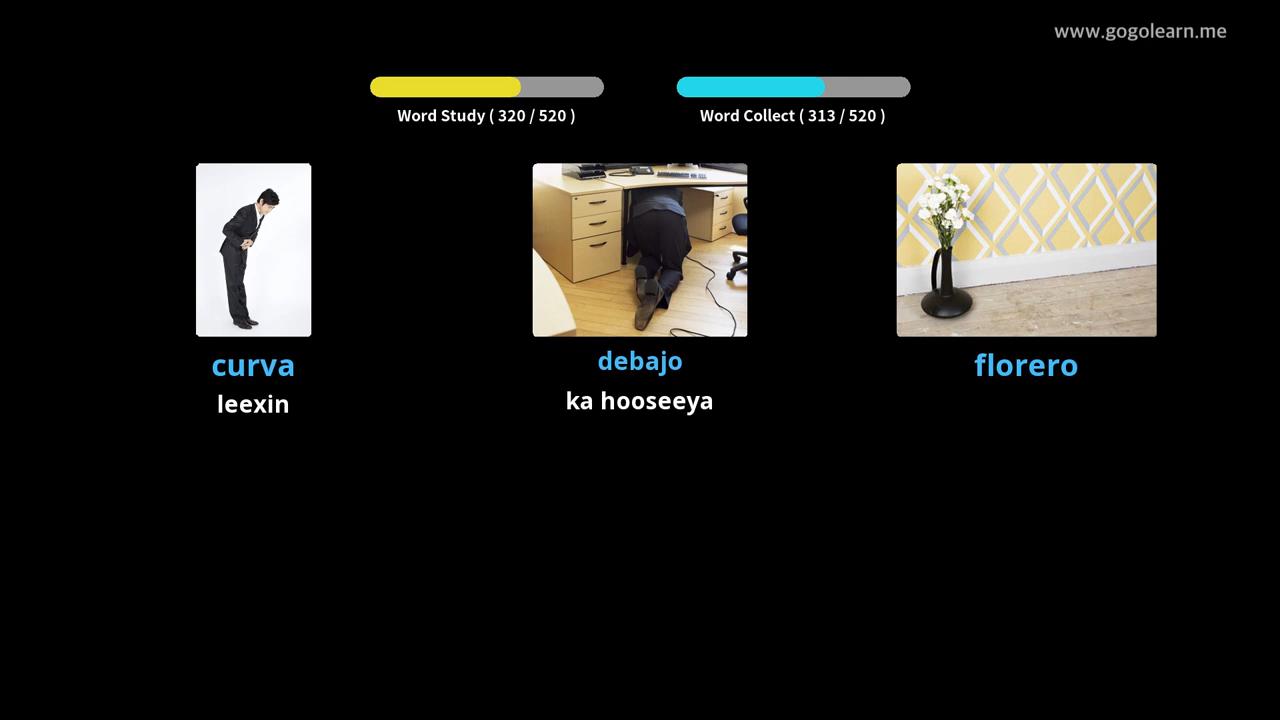 www.gogolearn.me
Word Study ( 320 / 520 )
Word Collect ( 313 / 520 )
curva
leexin
debajo
ka hooseeya
florero